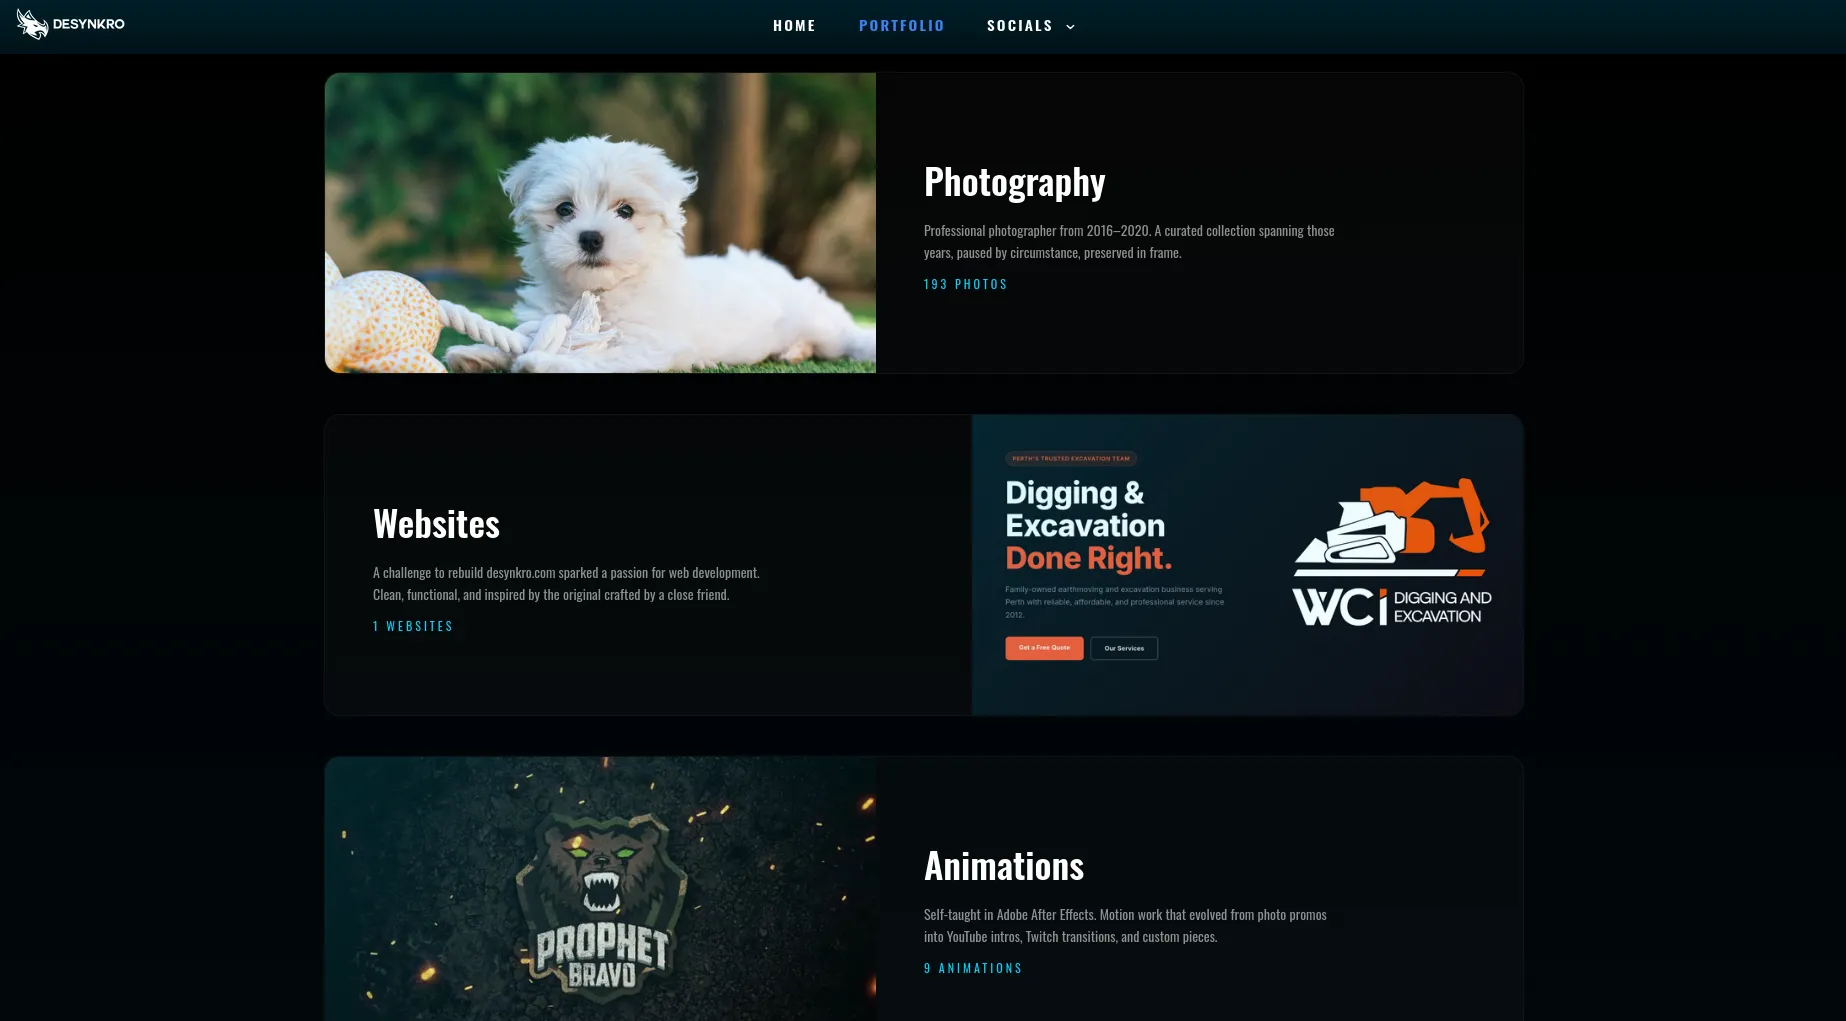 DESYNKRO
HOME
PORTFOLIO
SOCIALS
Photography
Professional photographer from 2016–2020. A curated collection spanning those
years, paused by circumstance, preserved in frame.
193 PHOTOS
Websites
A challenge to rebuild desynkro.com sparked a passion for web development.
Clean, functional, and inspired by the original crafted by a close friend.
1 WEBSITES
PERTH'S TRUSTED EXCAVATION TEAM
Digging &
Excavation
Done Right.
Family-owned earthmoving and excavation business serving
Perth with reliable, affordable, and professional service since
2012.
Get a Free Quote
Our Services
WCi DIGGING AND
EXCAVATION
PROPHET
BRAVO
Animations
Self-taught in Adobe After Effects. Motion work that evolved from photo promos
into YouTube intros, Twitch transitions, and custom pieces.
9 ANIMATIONS